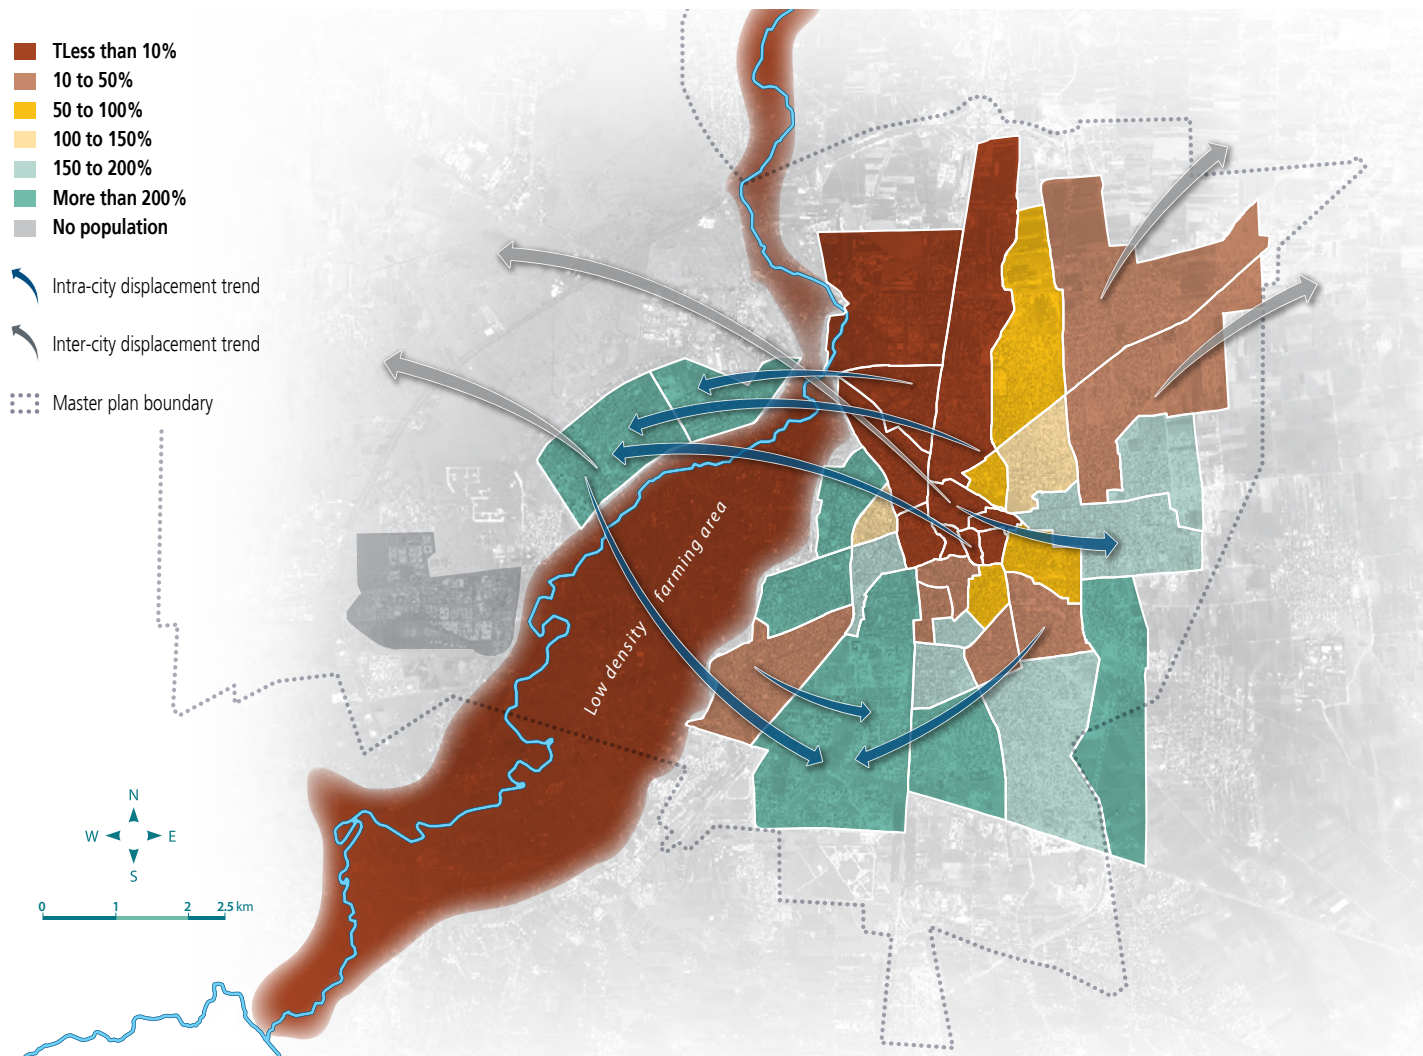 TLess than 10%
10 to 50%
50 to 100%
100 to 150%
150 to 200%
More than 200%
No population
Intra-city displacement trend
Inter-city displacement trend
Master plan boundary
Low density farming area
N
W E
S
0 1 2 2.5 km